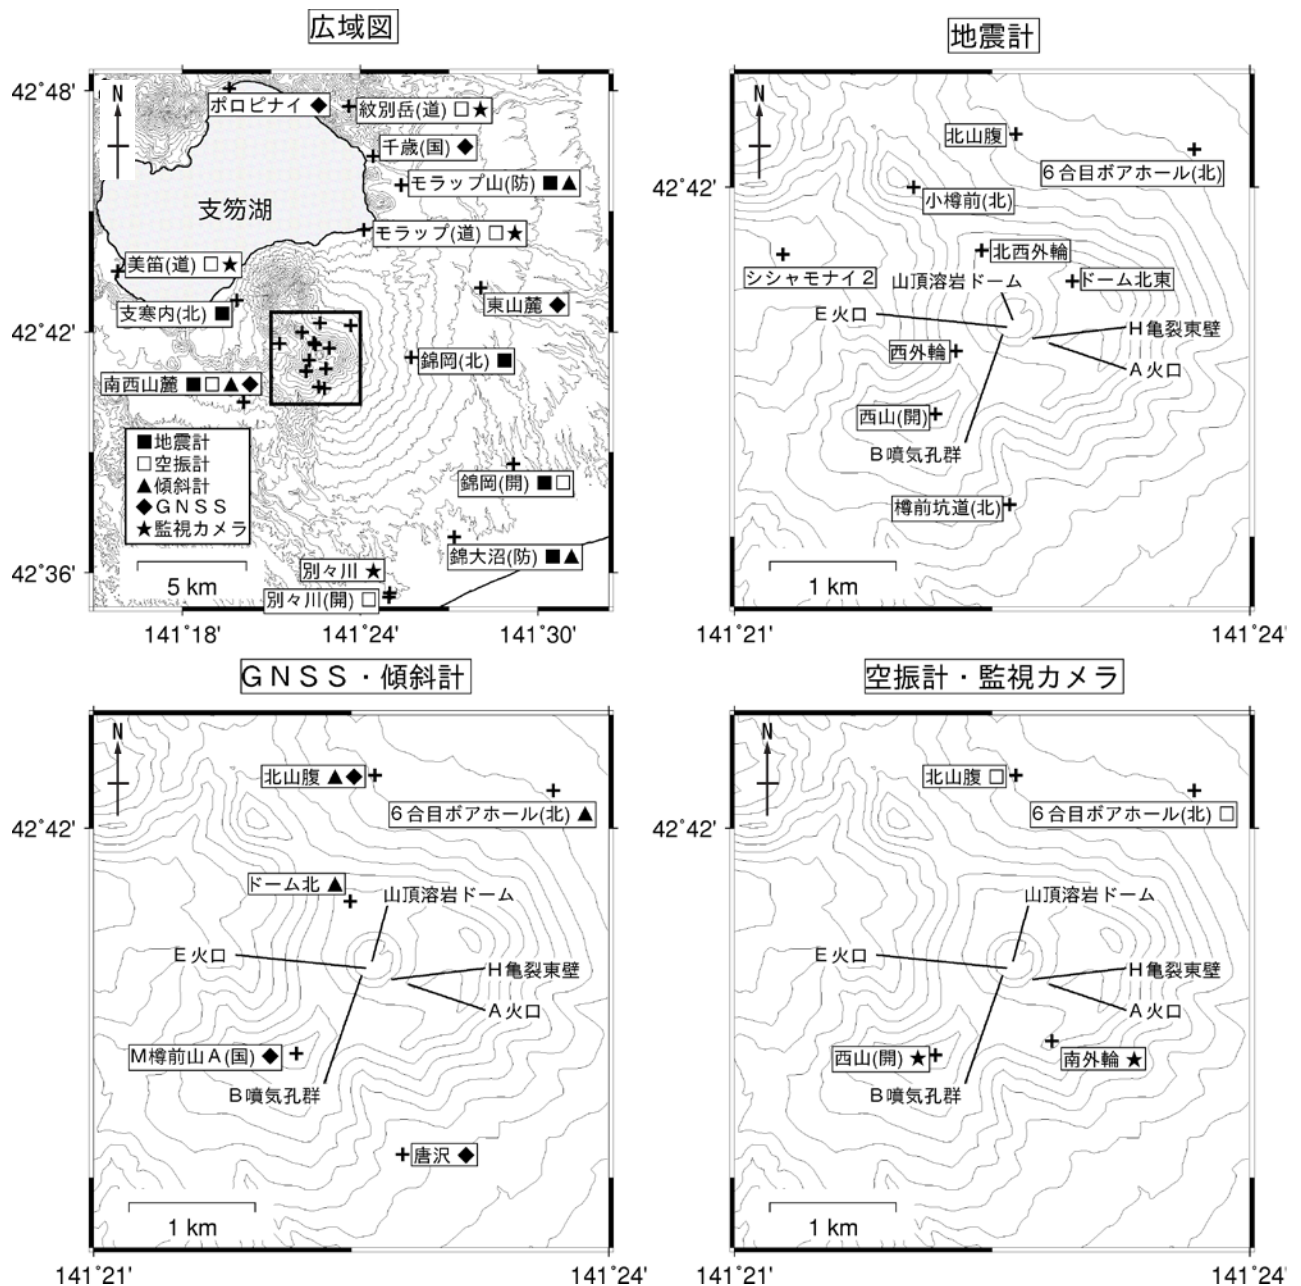 広域図
42°48'
N
ポロピナイ ◆
紋別岳(道) □★
千歳(国) ◆
モラップ山(防) ■▲
支笏湖
モラップ(道) □★
美笛(道) □★
支寒内(北) ■
東山麓 ◆
42°42'
錦岡(北) ■
南西山麓 ■□▲◆
■地震計
□空振計
▲傾斜計
◆GNSS
★監視カメラ
錦岡(開) ■□
錦大沼(防) ■▲
別々川 ★
42°36'
5 km
別々川(開) □
141°18'
141°24'
141°30'
地震計
N
北山腹
6合目ボアホール(北)
42°42'
小樽前(北)
北西外輪
シシャモナイ2
山頂溶岩ドーム
ドーム北東
E火口
H亀裂東壁
西外輪
A火口
西山(開)
B噴気孔群
樽前坑道(北)
1 km
141°21'
141°24'
GNSS・傾斜計
N
北山腹 ▲◆
6合目ボアホール(北) ▲
42°42'
ドーム北 ▲
山頂溶岩ドーム
E火口
H亀裂東壁
A火口
M樽前山A(国) ◆
B噴気孔群
唐沢 ◆
1 km
141°21'
141°24'
空振計・監視カメラ
N
北山腹 □
6合目ボアホール(北) □
42°42'
山頂溶岩ドーム
E火口
H亀裂東壁
A火口
西山(開) ★
南外輪 ★
B噴気孔群
1 km
141°21'
141°24'